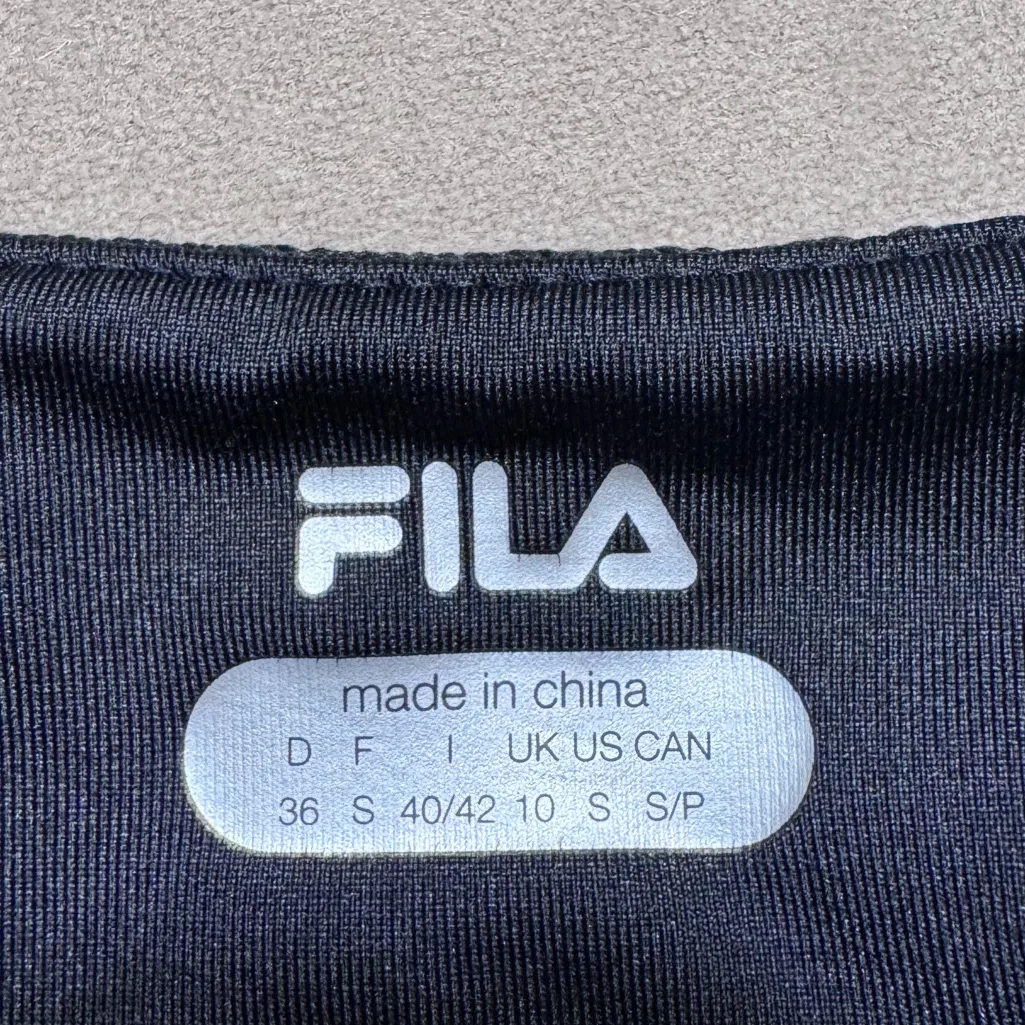 FILA
made in china
D F I UK US CAN
36 S 40/42 10 S S/P